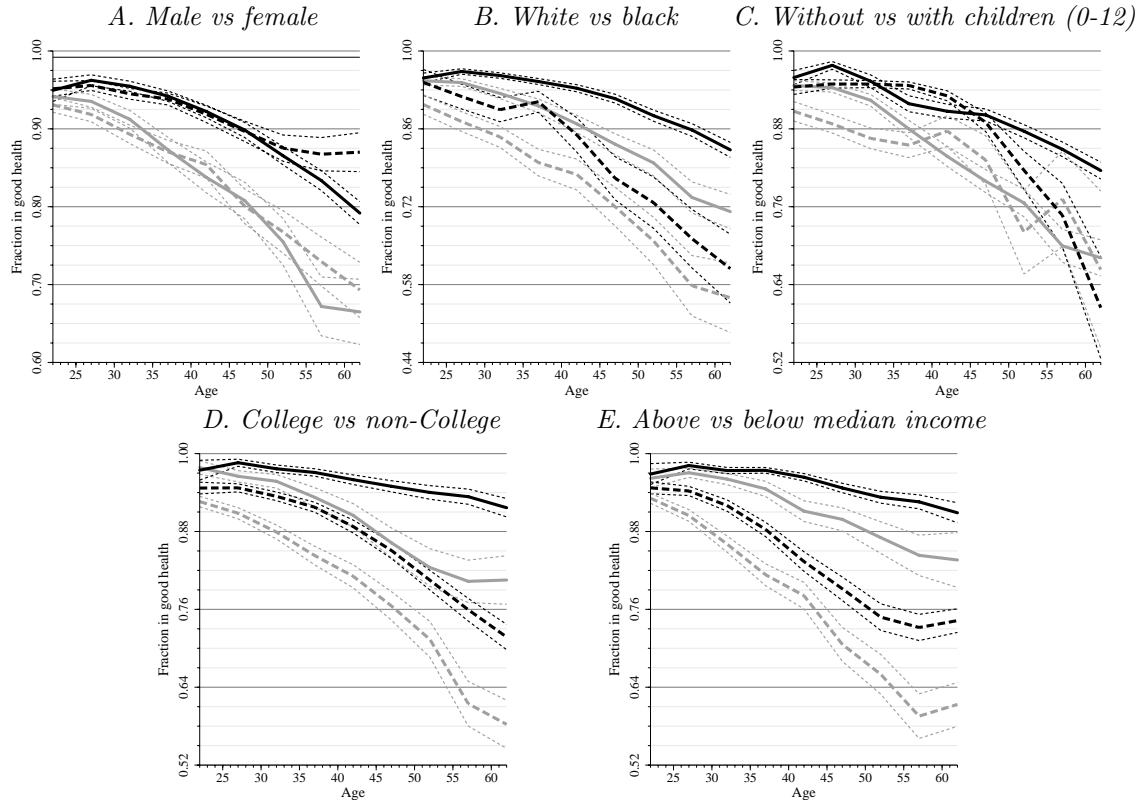 A. Male vs female
B. White vs black
C. Without vs with children (0-12)
Fraction in good health
0.60 0.70 0.80 0.90 1.00
25 30 35 40 45 50 55 60
Age
Fraction in good health
0.44 0.58 0.72 0.86 1.00
25 30 35 40 45 50 55 60
Age
Fraction in good health
0.52 0.64 0.76 0.88 1.00
25 30 35 40 45 50 55 60
Age
D. College vs non-College
E. Above vs below median income
Fraction in good health
0.52 0.64 0.76 0.88 1.00
25 30 35 40 45 50 55 60
Age
Fraction in good health
0.52 0.64 0.76 0.88 1.00
25 30 35 40 45 50 55 60
Age